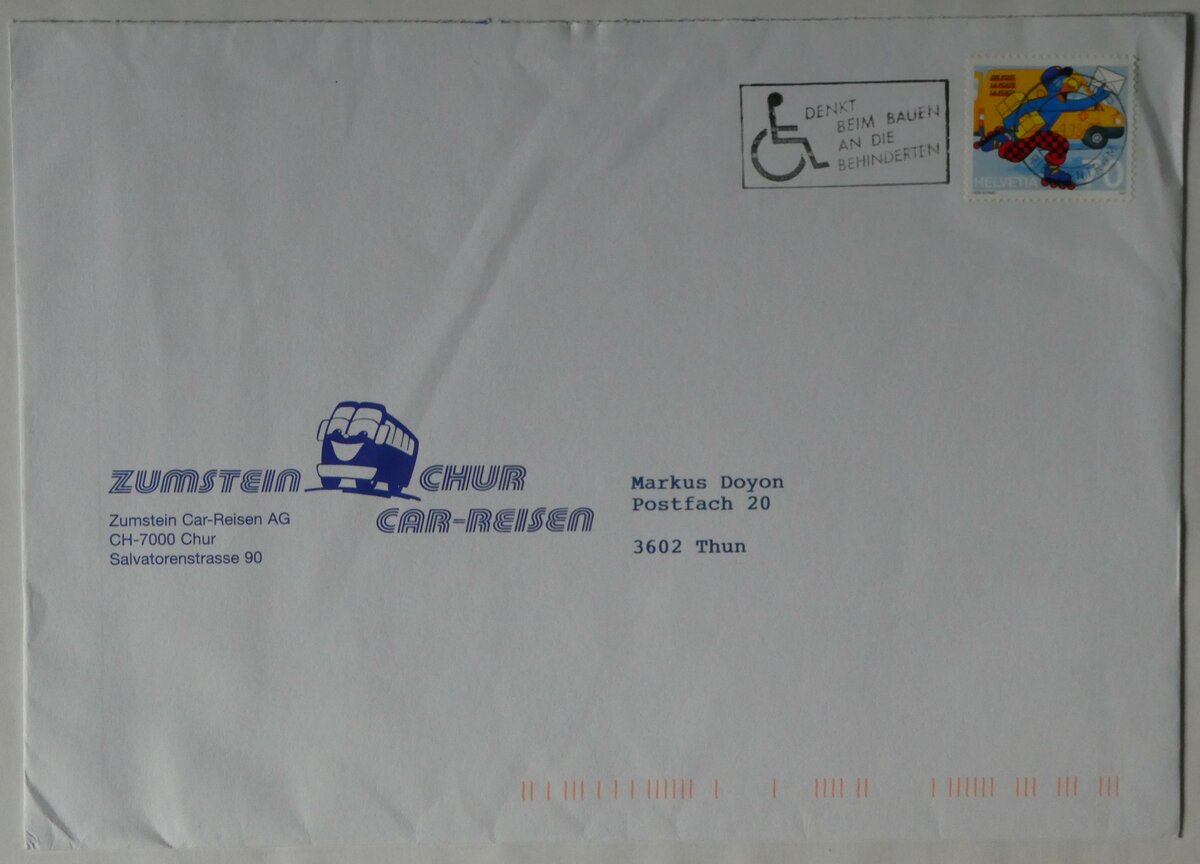 DENKT
BEIM BAUEN
AN DIE
BEHINDERTEN
HELVETIA 70
ZUMSTEIN CHUR
CAR-REISEN
Zumstein Car-Reisen AG
CH-7000 Chur
Salvatorenstrasse 90
Markus Doyon
Postfach 20
3602 Thun